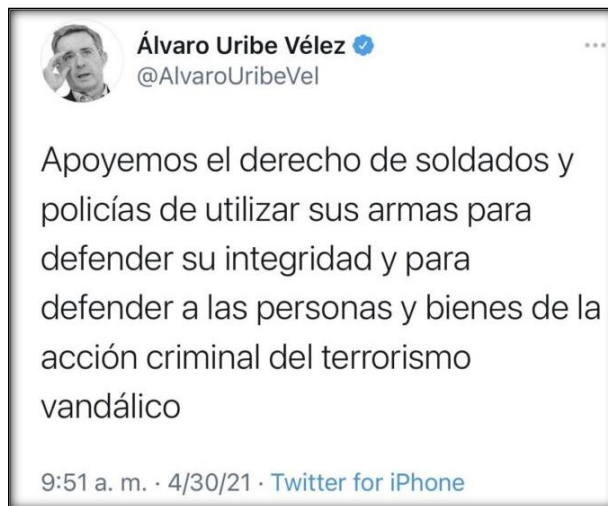 Álvaro Uribe Vélez
@AlvaroUribeVel
Apoyemos el derecho de soldados y
policías de utilizar sus armas para
defender su integridad y para
defender a las personas y bienes de la
acción criminal del terrorismo
vandálico
9:51 a. m. · 4/30/21 · Twitter for iPhone